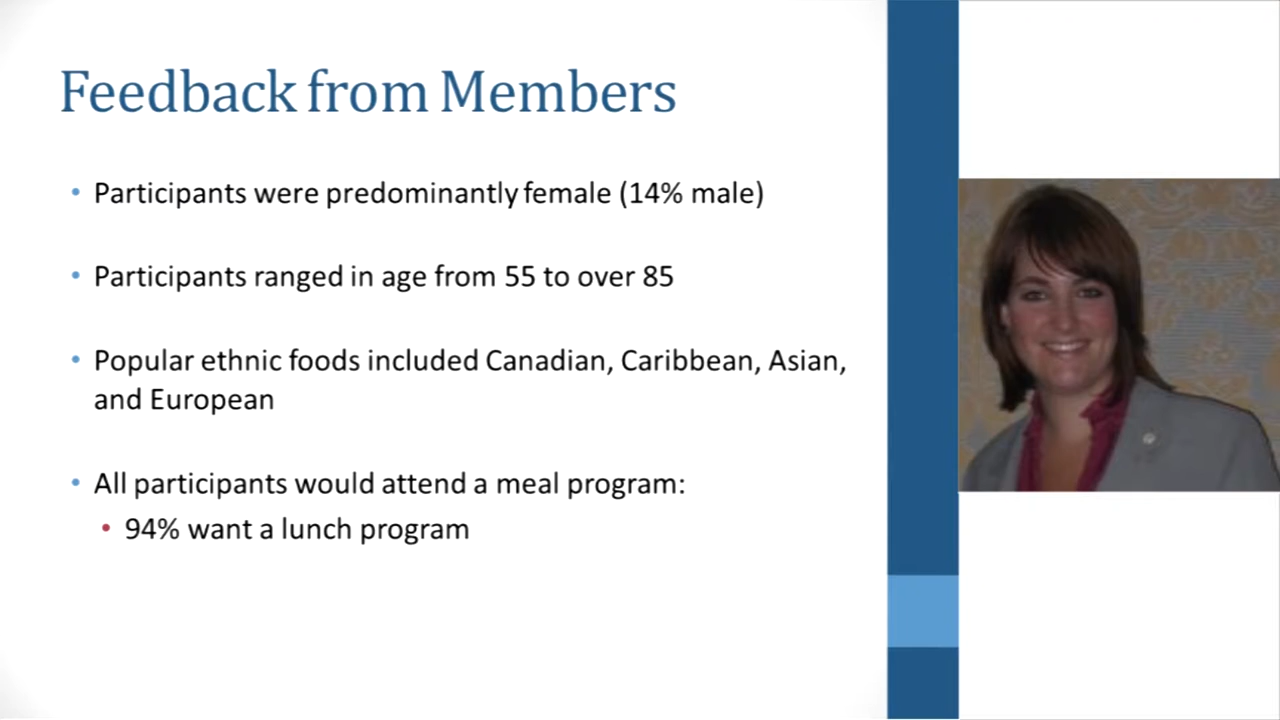 Feedback from Members
• Participants were predominantly female (14% male)
• Participants ranged in age from 55 to over 85
• Popular ethnic foods included Canadian, Caribbean, Asian,
and European
• All participants would attend a meal program:
• 94% want a lunch program